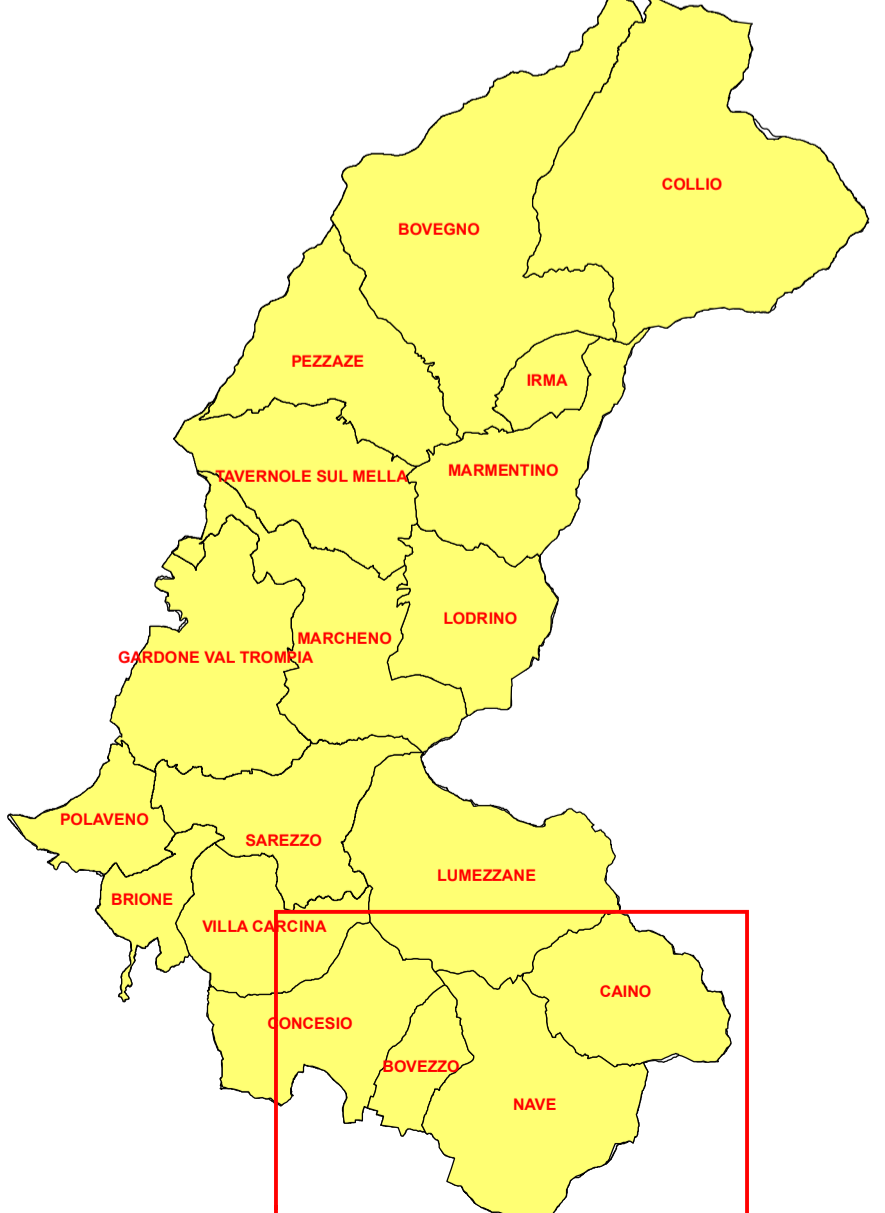 COLLIO
BOVEGNO
PEZZAZE
IRMA
MARMENTINO
TAVERNOLE SUL MELLA
LODRINO
MARCHENO
GARDONE VAL TROMPIA
POLAVENO
SAREZZO
LUMEZZANE
BRIONE
VILLA CARCINA
CAINO
CONCESIO
BOVEZZO
NAVE